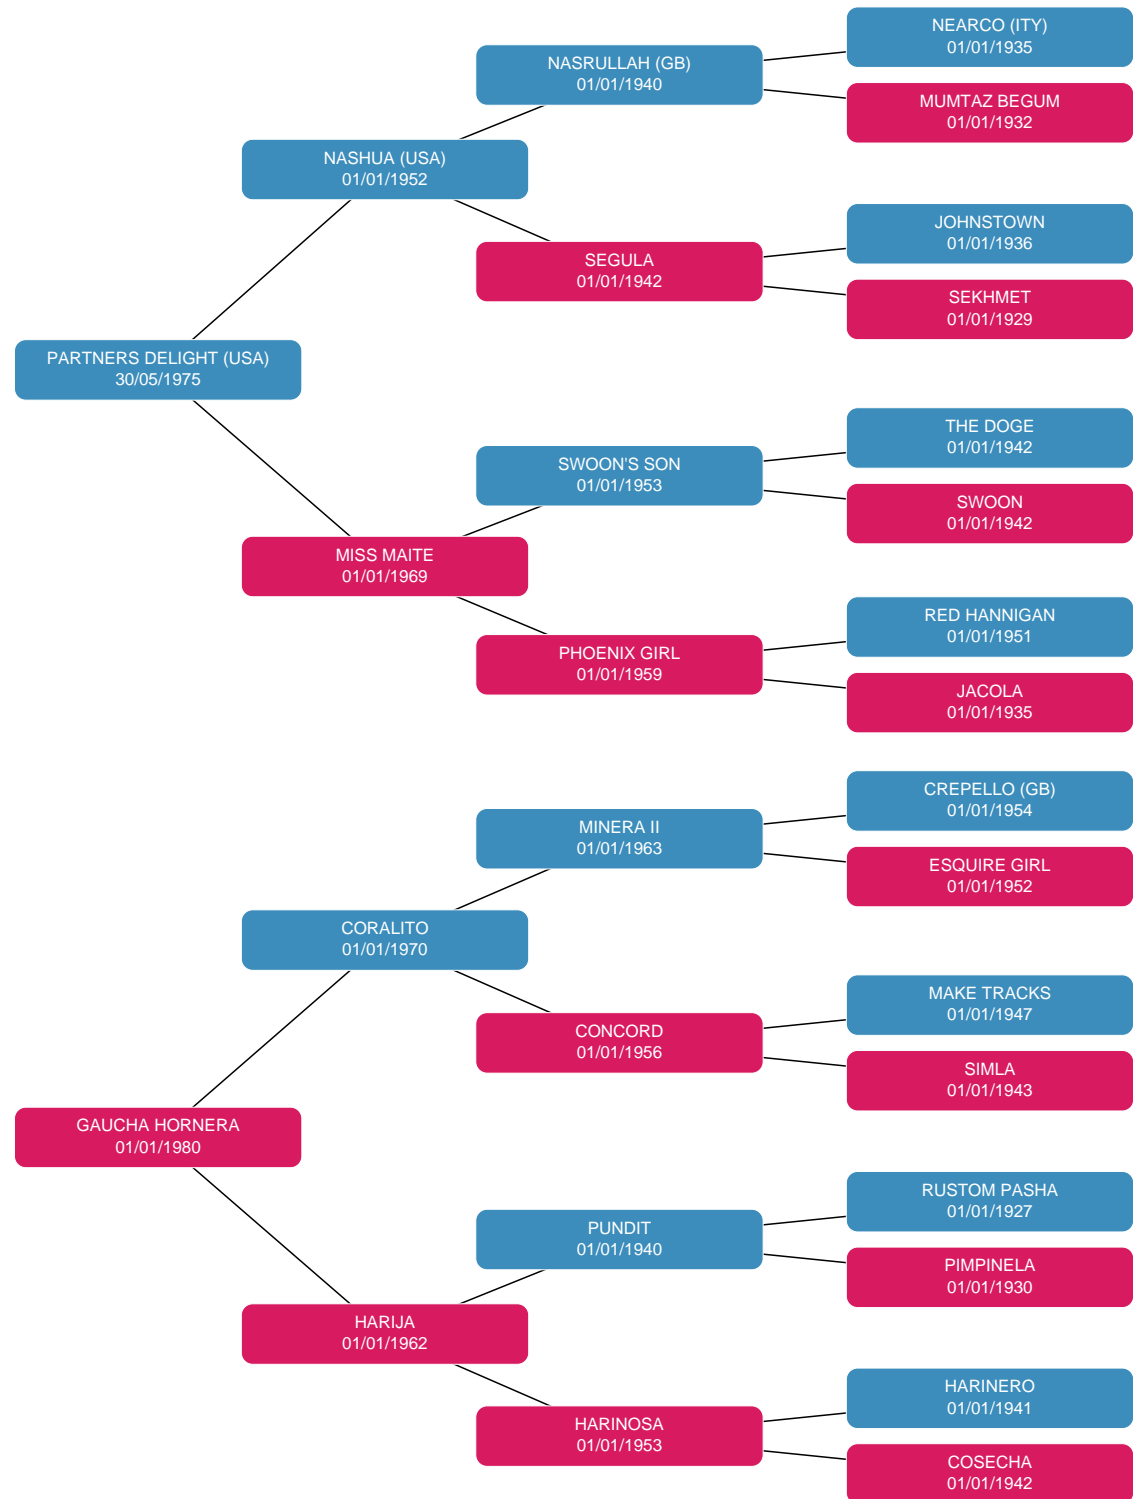 NEARCO (ITY)
01/01/1935
NASRULLAH (GB)
01/01/1940
MUMTAZ BEGUM
01/01/1932
NASHUA (USA)
01/01/1952
JOHNSTOWN
01/01/1936
SEGULA
01/01/1942
SEKHMET
01/01/1929
PARTNERS DELIGHT (USA)
30/05/1975
THE DOGE
01/01/1942
SWOON'S SON
01/01/1953
SWOON
01/01/1942
MISS MAITE
01/01/1969
RED HANNIGAN
01/01/1951
PHOENIX GIRL
01/01/1959
JACOLA
01/01/1935
CREPELLO (GB)
01/01/1954
MINERA II
01/01/1963
ESQUIRE GIRL
01/01/1952
CORALITO
01/01/1970
MAKE TRACKS
01/01/1947
CONCORD
01/01/1956
SIMLA
01/01/1943
GAUCHA HORNERA
01/01/1980
RUSTOM PASHA
01/01/1927
PUNDIT
01/01/1940
PIMPINELA
01/01/1930
HARIJA
01/01/1962
HARINERO
01/01/1941
HARINOSA
01/01/1953
COSECHA
01/01/1942